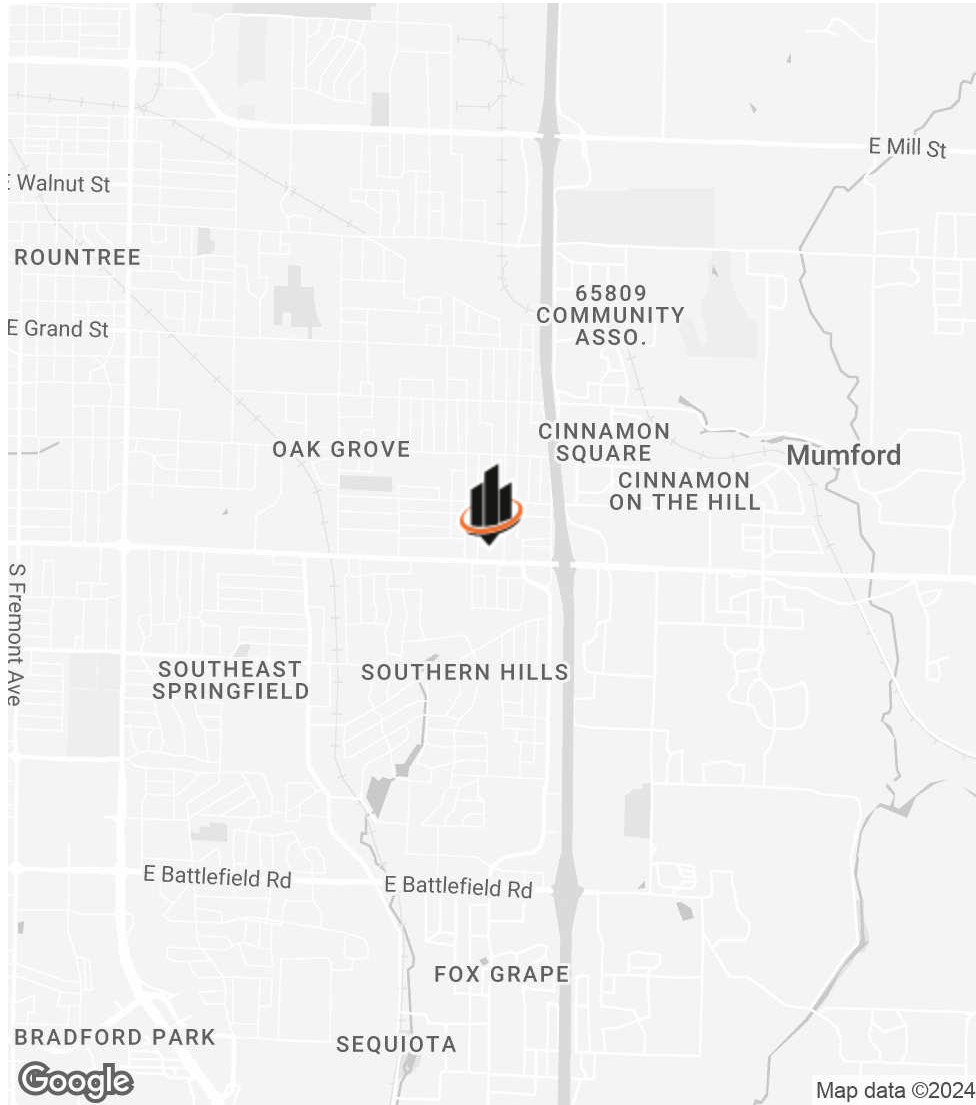 E Mill St
E Walnut St
ROUNTREE
65809
COMMUNITY
ASSO.
E Grand St
CINNAMON
SQUARE
OAK GROVE
Mumford
CINNAMON
ON THE HILL
S Fremont Ave
SOUTHEAST
SPRINGFIELD
SOUTHERN HILLS
E Battlefield Rd
E Battlefield Rd
FOX GRAPE
BRADFORD PARK
SEQUIOTA
Google
Map data ©2024